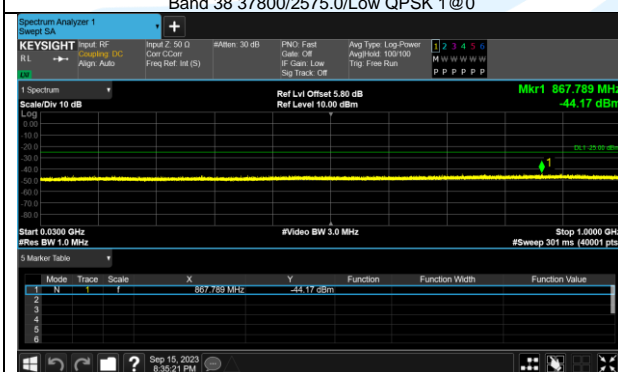 Band 38 37800/2575.0/Low QPSK 1@0
Spectrum Analyzer 1
Swept SA
+
KEYSIGHT Input: RF Input Z: 50 Ω #Atten: 30 dB PNO: Fast Avg Type: Log-Power 1 2 3 4 5 6
RL Coupling: DC Corr CCorr Gate: Off Avg|Hold: 100/100 M W W W W W
Align: Auto Freq Ref: Int (S) IF Gain: Low Trig: Free Run P P P P P P
Sig Track: Off
1 Spectrum Ref Lvl Offset 5.80 dB Mkr1 867.789 MHz
Scale/Div 10 dB Ref Level 10.00 dBm -44.17 dBm
Log
0.00
-10.0
-20.0
DL1 -25.00 dBm
-30.0
1
-40.0
-50.0
-60.0
-70.0
-80.0
Start 0.0300 GHz #Video BW 3.0 MHz Stop 1.0000 GHz
#Res BW 1.0 MHz #Sweep 301 ms (40001 pts
5 Marker Table
Mode Trace Scale X Y Function Function Width Function Value
1 N 1 f 867.789 MHz -44.17 dBm
2
3
4
5
6
? Sep 15, 2023
8:35:21 PM